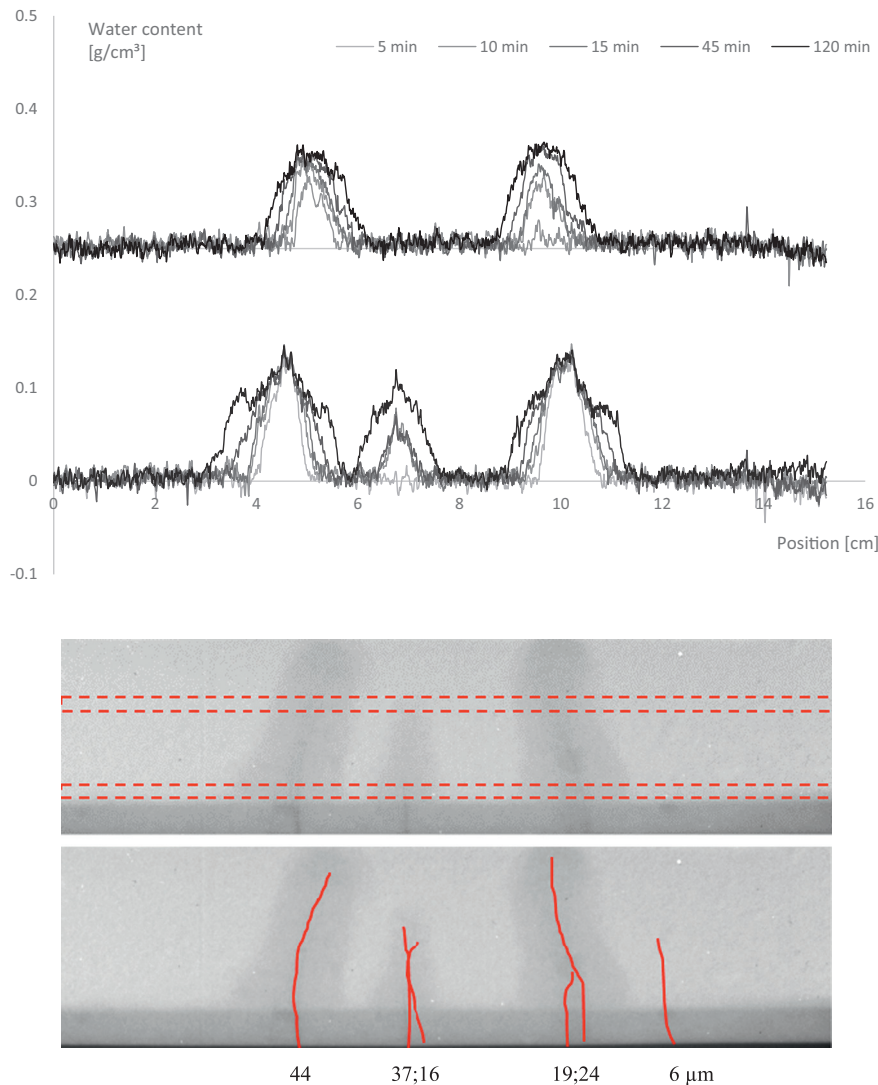 0.5
Water content
[g/cm³]
5 min 10 min 15 min 45 min 120 min
0.4
0.3
0.2
0.1
0
0 2 4 6 8 10 12 14 16
Position [cm]
-0.1
44 37;16 19;24 6 µm